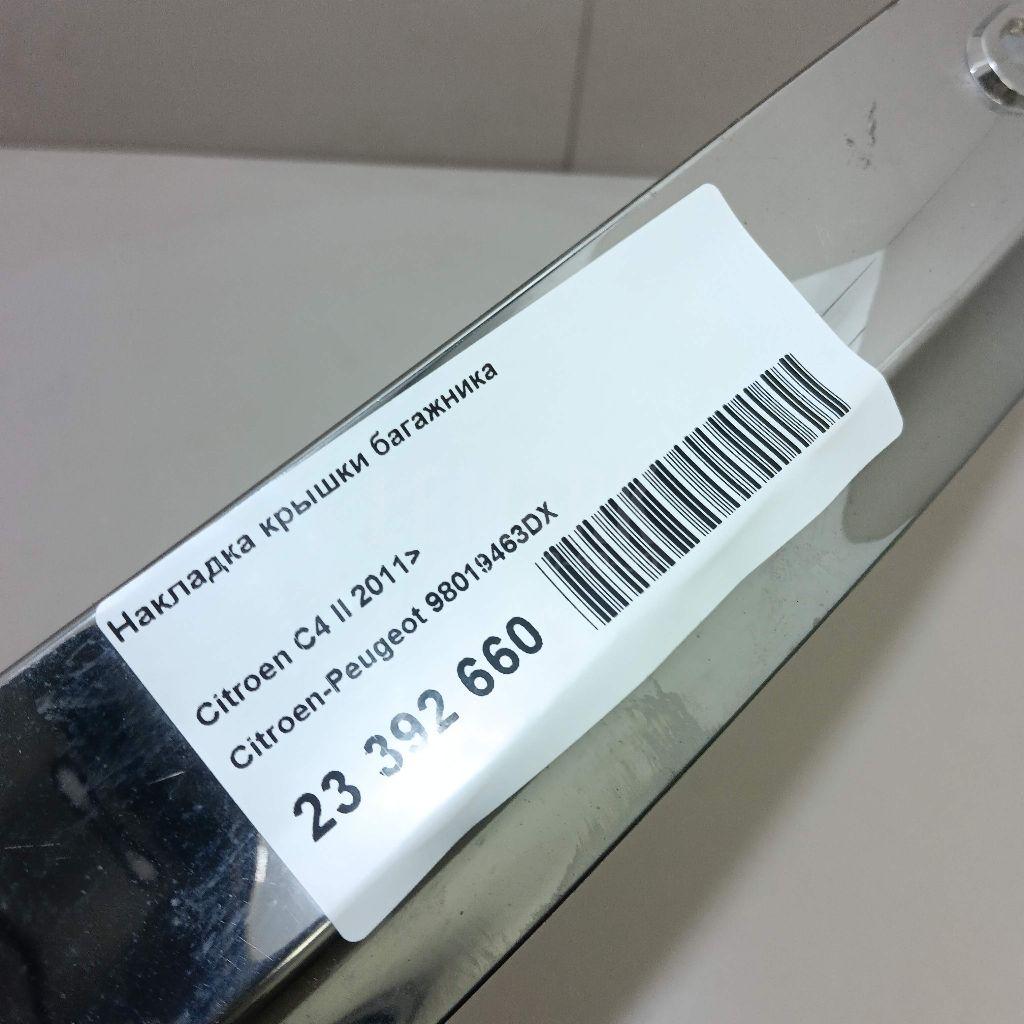 Накладка крышки багажника
Citroen C4 II 2011>
Citroen-Peugeot 98019463DX
23 392 660